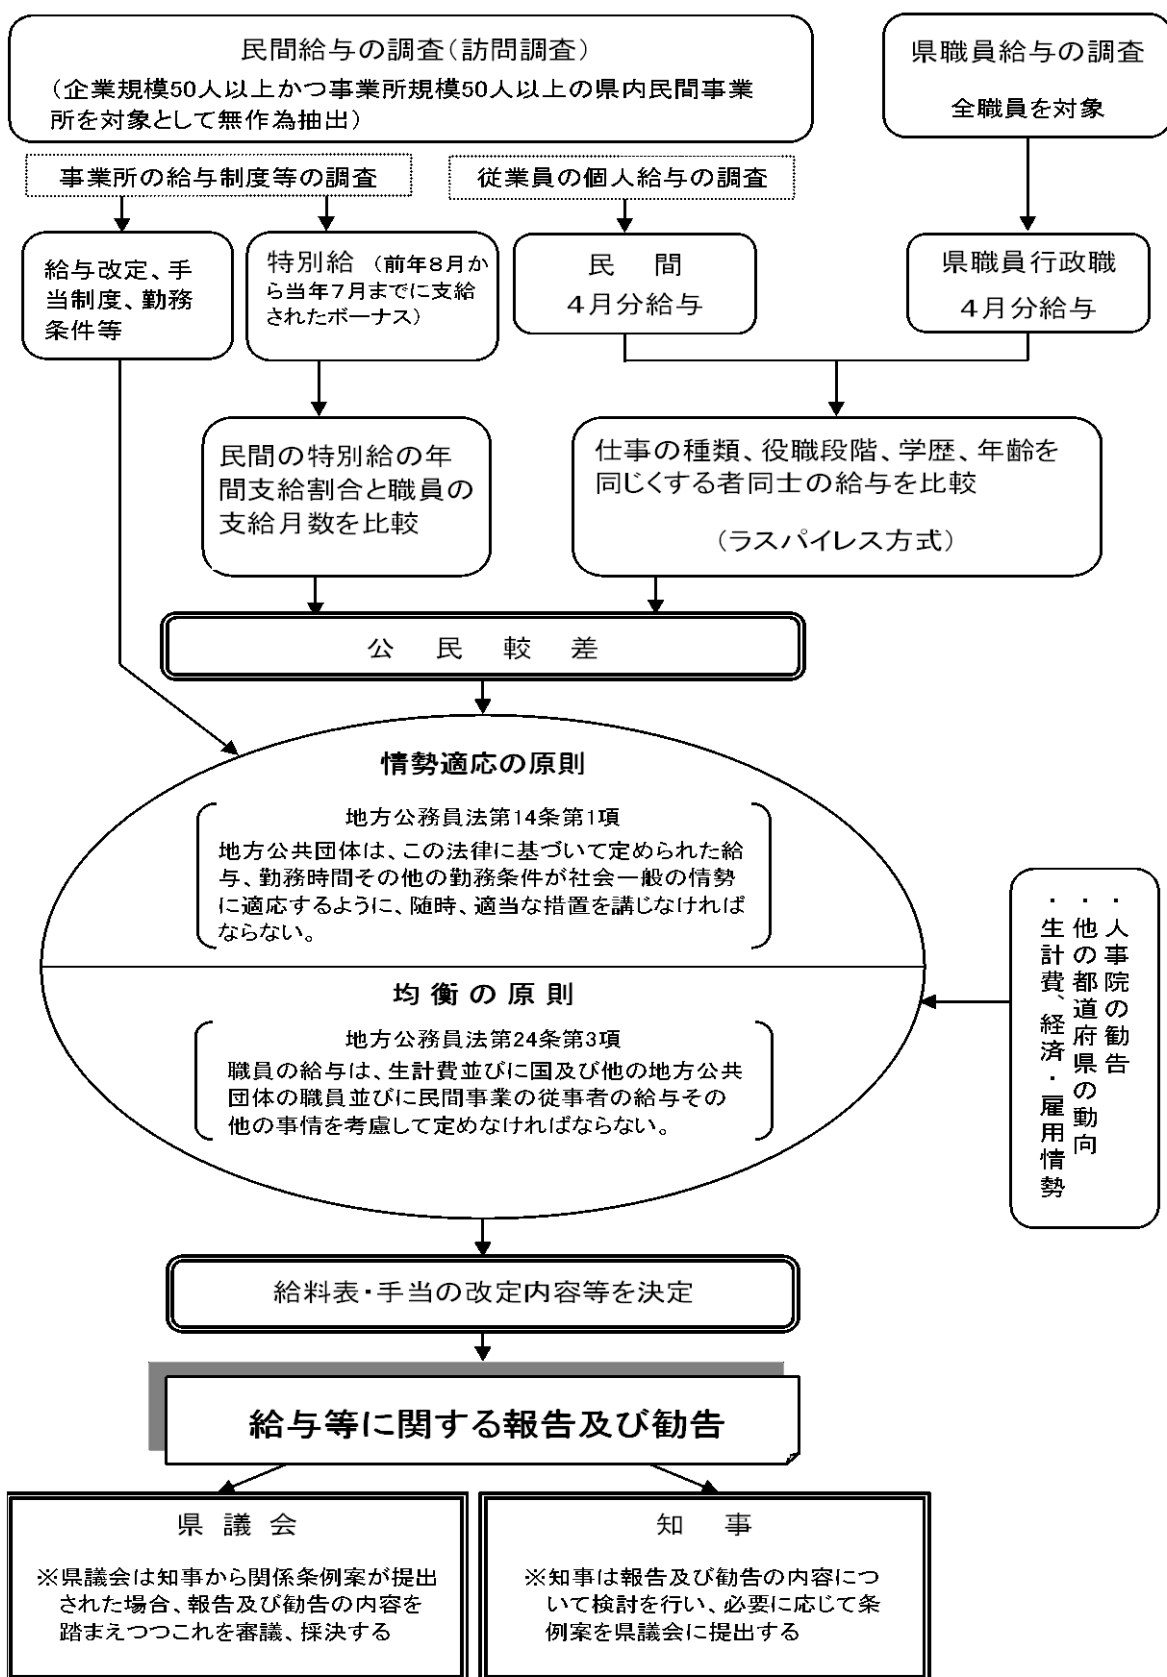 民間給与の調査(訪問調査)
(企業規模50人以上かつ事業所規模50人以上の県内民間事業
所を対象として無作為抽出)
県職員給与の調査
全職員を対象
事業所の給与制度等の調査
従業員の個人給与の調査
給与改定、手
当制度、勤務
条件等
特別給 (前年8月か
ら当年7月までに支給
されたボーナス)
民 間
4月分給与
県職員行政職
4月分給与
民間の特別給の年
間支給割合と職員の
支給月数を比較
仕事の種類、役職段階、学歴、年齢を
同じくする者同士の給与を比較
(ラスパイレス方式)
公 民 較 差
情勢適応の原則
地方公務員法第14条第1項
地方公共団体は、この法律に基づいて定められた給
与、勤務時間その他の勤務条件が社会一般の情勢
に適応するように、随時、適当な措置を講じなければ
ならない。
均 衡 の 原 則
地方公務員法第24条第3項
職員の給与は、生計費並びに国及び他の地方公共
団体の職員並びに民間事業の従事者の給与その
他の事情を考慮して定めなければならない。
・人事院の勧告
・他の都道府県の動向
・生計費、経済・雇用情勢
給料表・手当の改定内容等を決定
給与等に関する報告及び勧告
県 議 会
※県議会は知事から関係条例案が提出
された場合、報告及び勧告の内容を
踏まえつつこれを審議、採決する
知 事
※知事は報告及び勧告の内容につ
いて検討を行い、必要に応じて条
例案を県議会に提出する